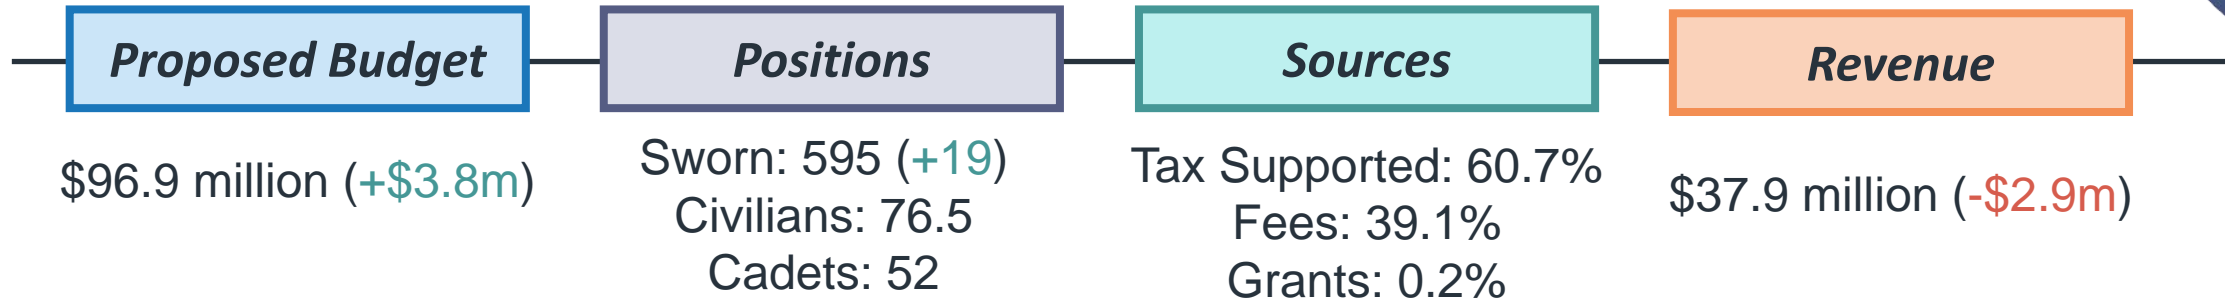 Proposed Budget
$96.9 million (+$3.8m)
Positions
Sworn: 595 (+19)
Civilians: 76.5
Cadets: 52
Sources
Tax Supported: 60.7%
Fees: 39.1%
Grants: 0.2%
Revenue
$37.9 million (-$2.9m)